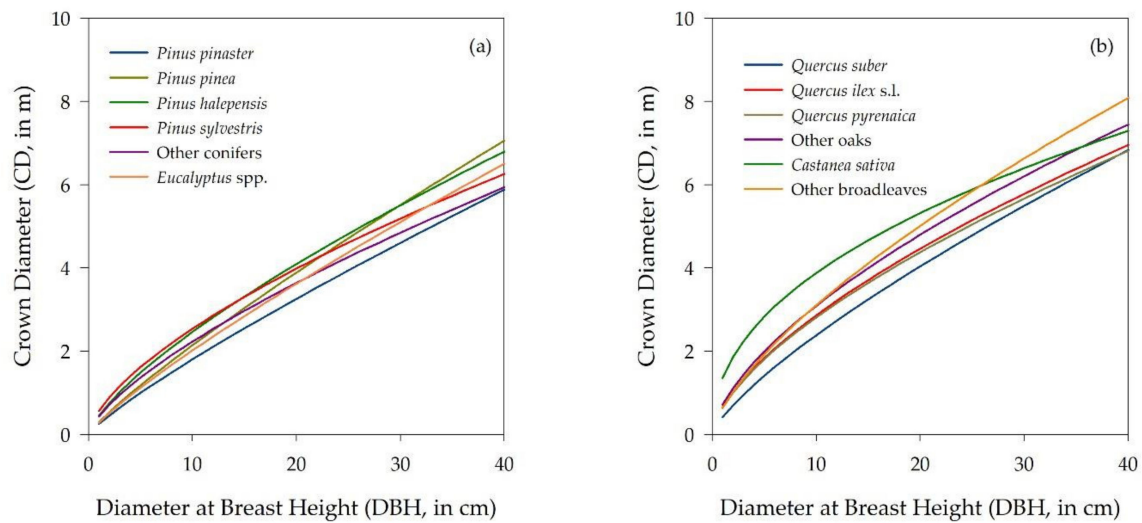 10
8
6
4
2
0
Crown Diameter (CD, in m)
(a)
Pinus pinaster
Pinus pinea
Pinus halepensis
Pinus sylvestris
Other conifers
Eucalyptus spp.
0 10 20 30 40
Diameter at Breast Height (DBH, in cm)
10
8
6
4
2
0
Crown Diameter (CD, in m)
(b)
Quercus suber
Quercus ilex s.l.
Quercus pyrenaica
Other oaks
Castanea sativa
Other broadleaves
0 10 20 30 40
Diameter at Breast Height (DBH, in cm)